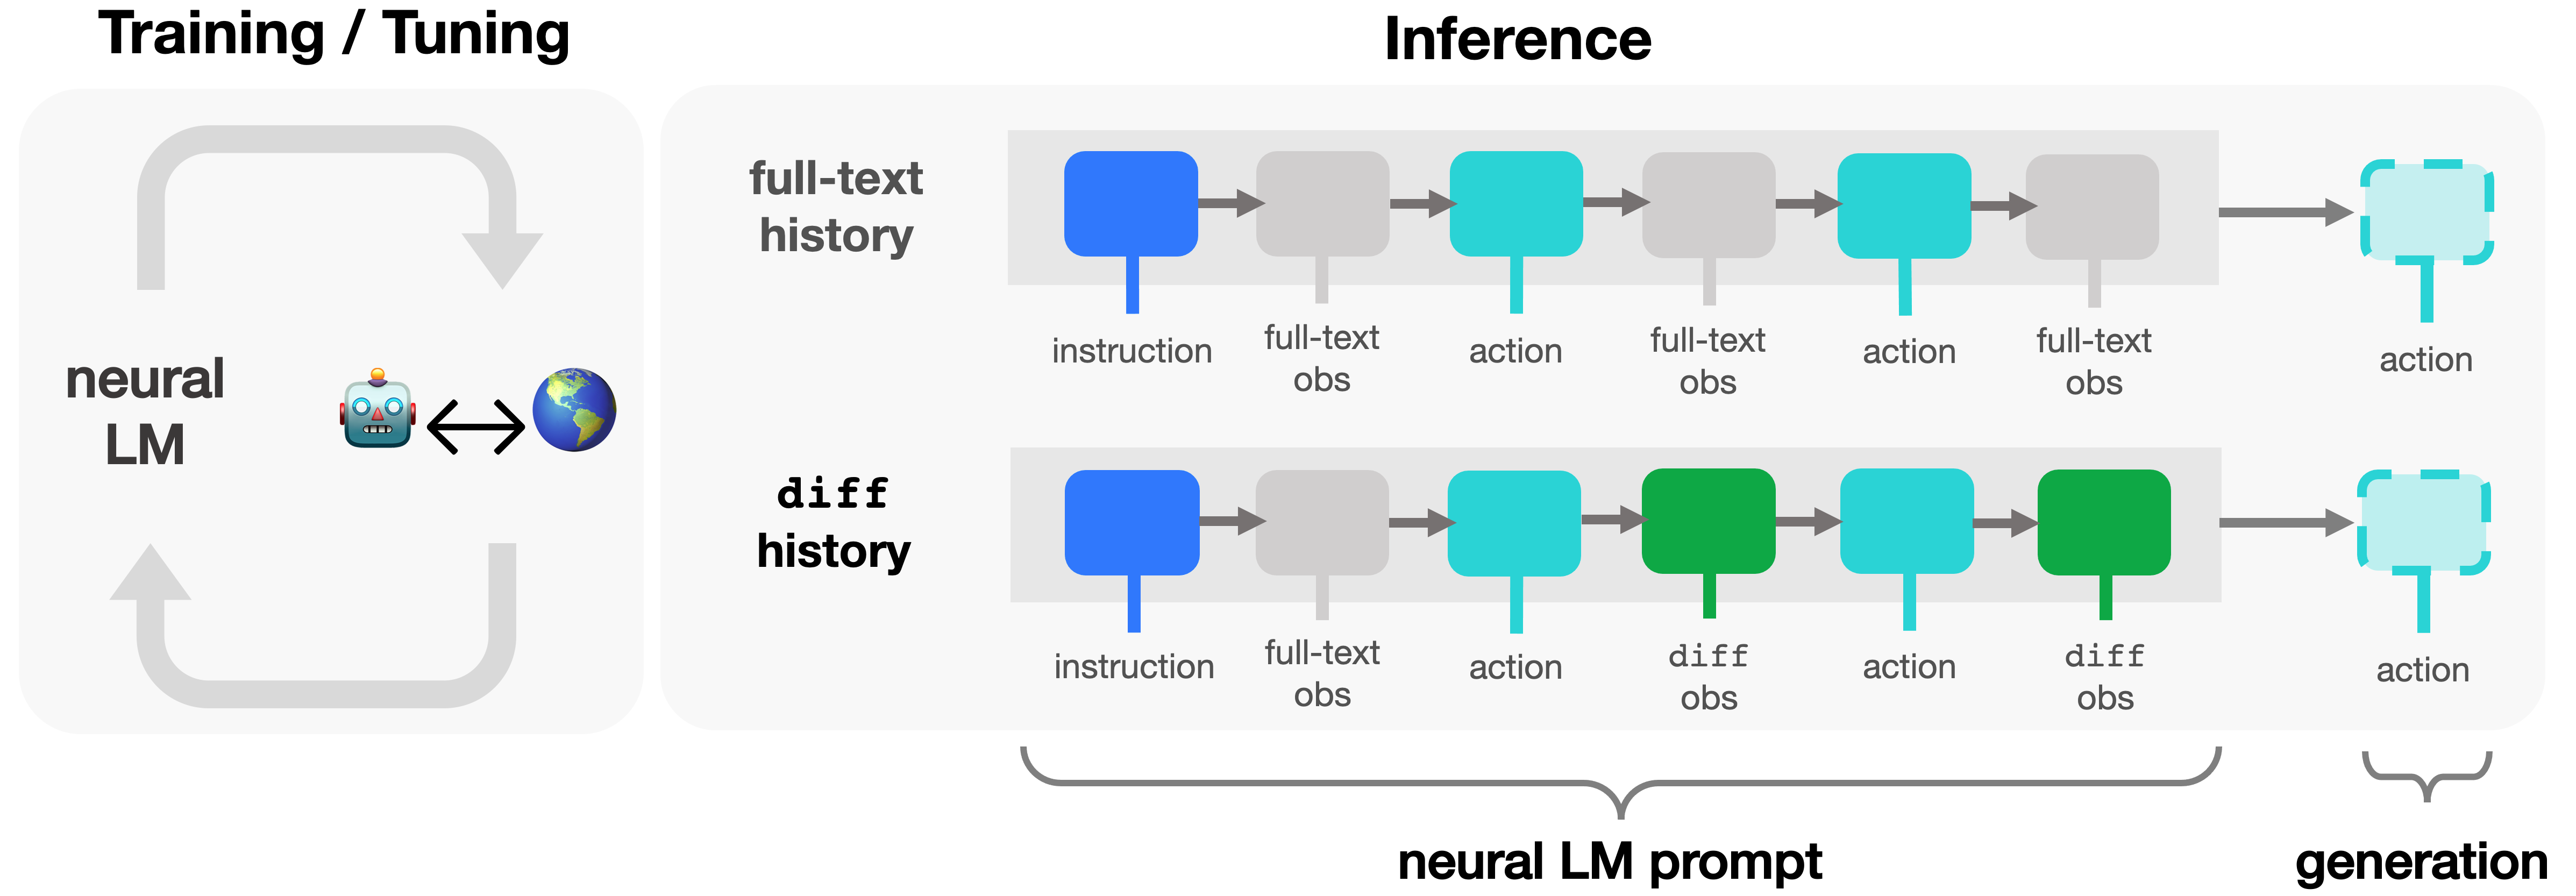 Training / Tuning
neural
LM
Inference
full-text
history
instruction
full-text
obs
action
full-text
obs
action
full-text
obs
action
diff
history
instruction
full-text
obs
action
diff
obs
action
diff
obs
action
neural LM prompt
generation